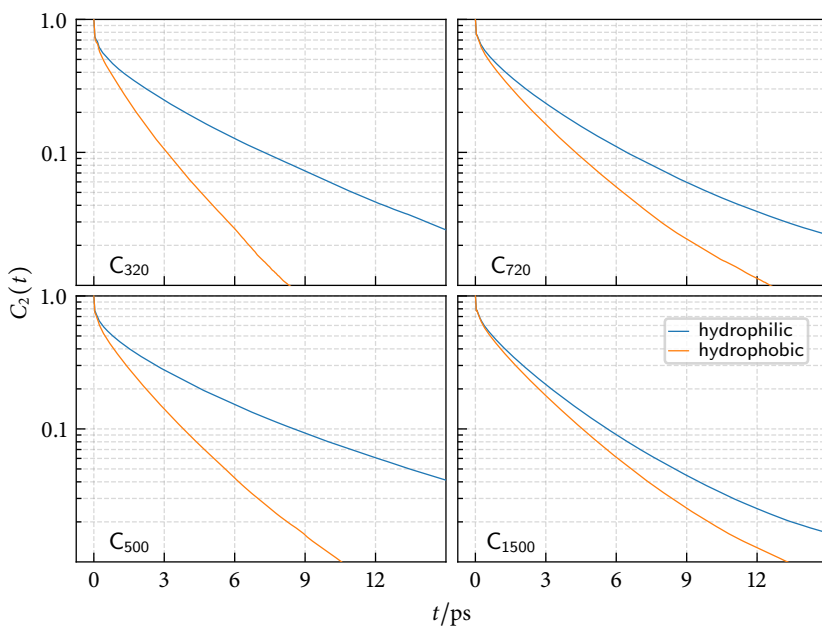 1.0
0.1
C₃₂₀
C₇₂₀
C₂(t)
1.0
0.1
hydrophilic
hydrophobic
C₅₀₀
C₁₅₀₀
0 3 6 9 12
0 3 6 9 12
t/ps